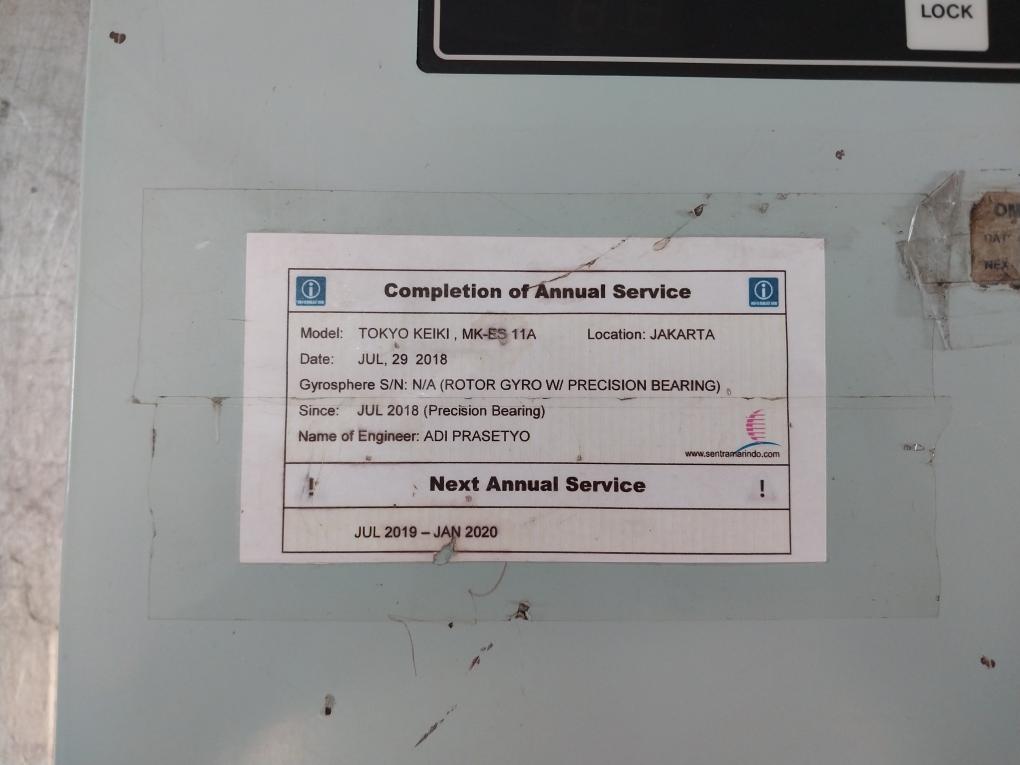 LOCK
Completion of Annual Service
Model: TOKYO KEIKI , MK-ES 11A Location: JAKARTA
Date: JUL, 29 2018
Gyrosphere S/N: N/A (ROTOR GYRO W/ PRECISION BEARING)
Since: JUL 2018 (Precision Bearing)
Name of Engineer: ADI PRASETYO
www.sentramarindo.com
! Next Annual Service !
JUL 2019 – JAN 2020
NEX